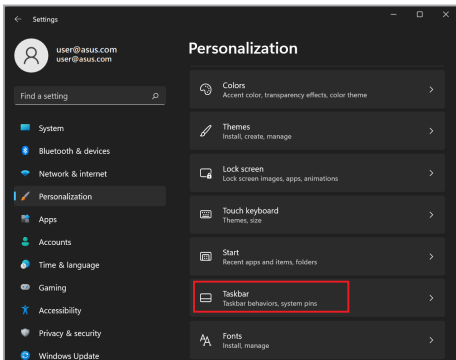 Settings
user@asus.com
user@asus.com
Find a setting
System
Bluetooth & devices
Network & internet
Personalization
Apps
Accounts
Time & language
Gaming
Accessibility
Privacy & security
Windows Update
Personalization
Colors
Accent color, transparency effects, color theme
Themes
Install, create, manage
Lock screen
Lock screen images, apps, animations
Touch keyboard
Themes, size
Start
Recent apps and items, folders
Taskbar
Taskbar behaviors, system pins
Fonts
Install, manage